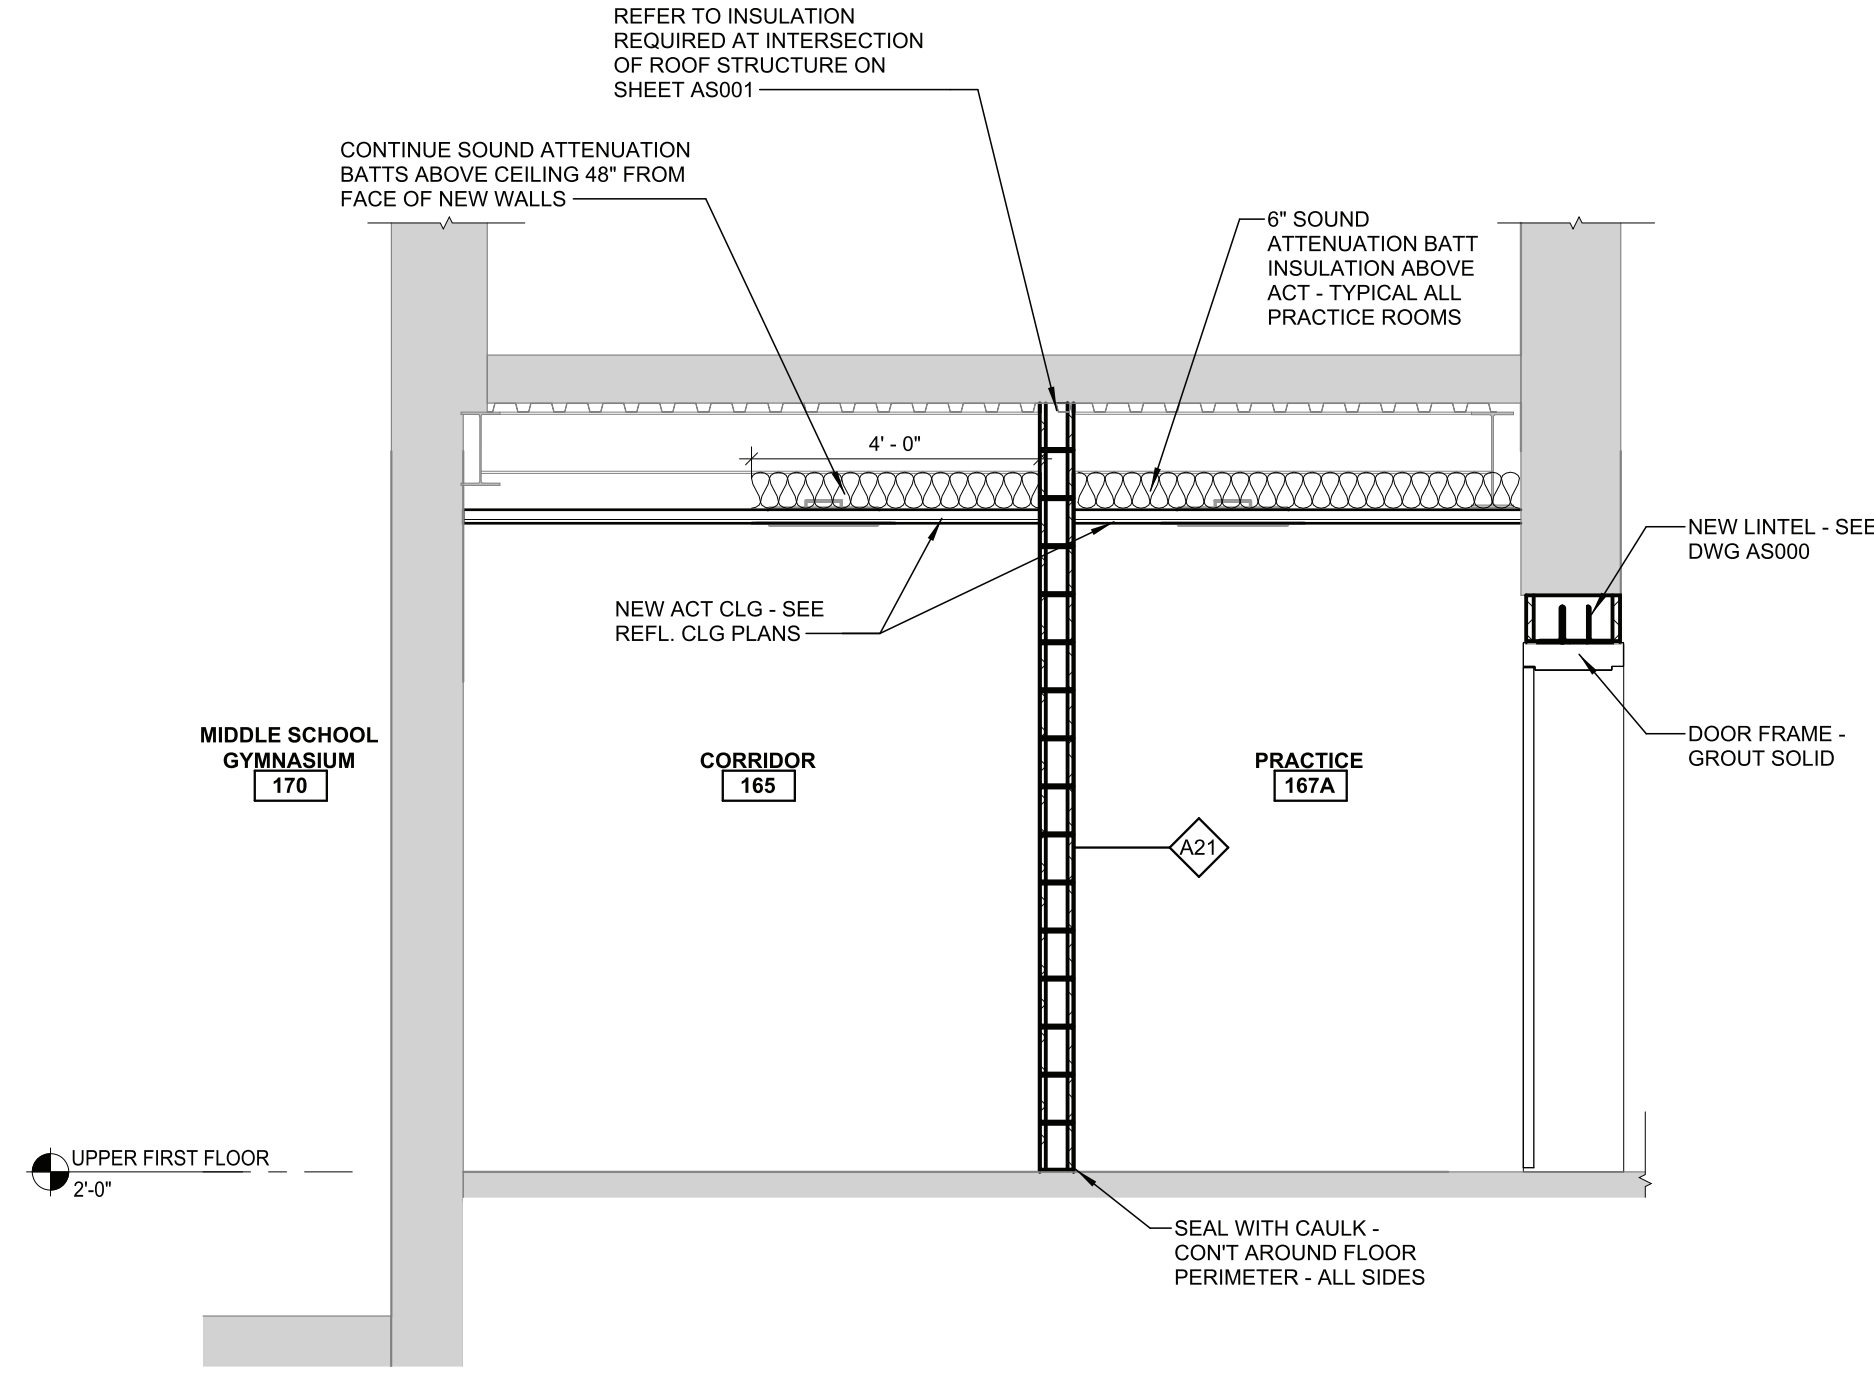 REFER TO INSULATION
REQUIRED AT INTERSECTION
OF ROOF STRUCTURE ON
SHEET AS001
CONTINUE SOUND ATTENUATION
BATTS ABOVE CEILING 48" FROM
FACE OF NEW WALLS
6" SOUND
ATTENUATION BATT
INSULATION ABOVE
ACT - TYPICAL ALL
PRACTICE ROOMS
4' - 0"
NEW LINTEL - SEE
DWG AS000
NEW ACT CLG - SEE
REFL. CLG PLANS
DOOR FRAME -
GROUT SOLID
MIDDLE SCHOOL
GYMNASIUM
170
CORRIDOR
165
PRACTICE
167A
A21
UPPER FIRST FLOOR
2'-0"
SEAL WITH CAULK -
CON'T AROUND FLOOR
PERIMETER - ALL SIDES